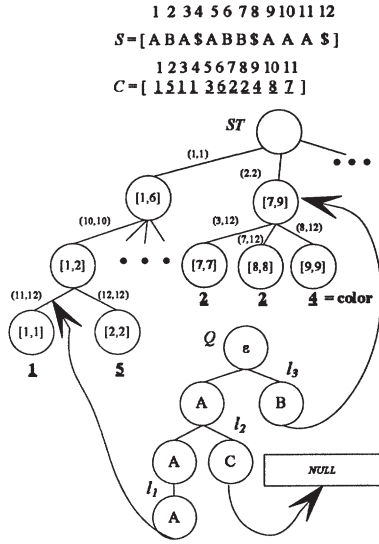 1 2 3 4 5 6 7 8 9 10 11 12
S = [ A B A $ A B B $ A A A $ ]
1 2 3 4 5 6 7 8 9 10 11
C = [ 1 5 11 3 6 2 2 4 8 7 ]
ST
(1,1)
(2.2)
[1,6]
[7,9]
(10,10)
(3,12)
(7,12)
(8,12)
[1,2]
[7,7]
[8,8]
[9,9]
(11,12)
(12,12)
2 2 4 = color
[1,1]
[2,2]
Q
ε
1 5
l3
A
B
l2
A
C
NULL
l1
A